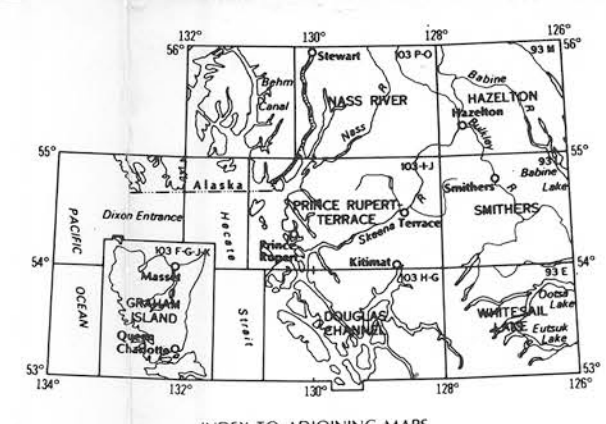 132°
130°
128°
126°
56°
56°
Stewart
103 P-O
93 M
Behm
Canal
NASS RIVER
Nass
R
Babine
R
HAZELTON
Hazelton
Bulkley
R
55°
55°
103-I-J
93
Babine
Lake
Alaska
Smithers
SMITHERS
PACIFIC
OCEAN
Dixon Entrance
Hecate
Strait
PRINCE RUPERT-
TERRACE
Prince
Rupert
Skeena
R
Terrace
54°
54°
103 F-G-J-K
Masset
GRAHAM
ISLAND
Queen
Charlotte
Kitimat
103 H-G
DOUGLAS
CHANNEL
93 E
Ootsa
Lake
WHITESAIL
LAKE
Eutsuk
Lake
53°
53°
134°
132°
130°
128°
126°
INDEX TO ADJOINING MAPS